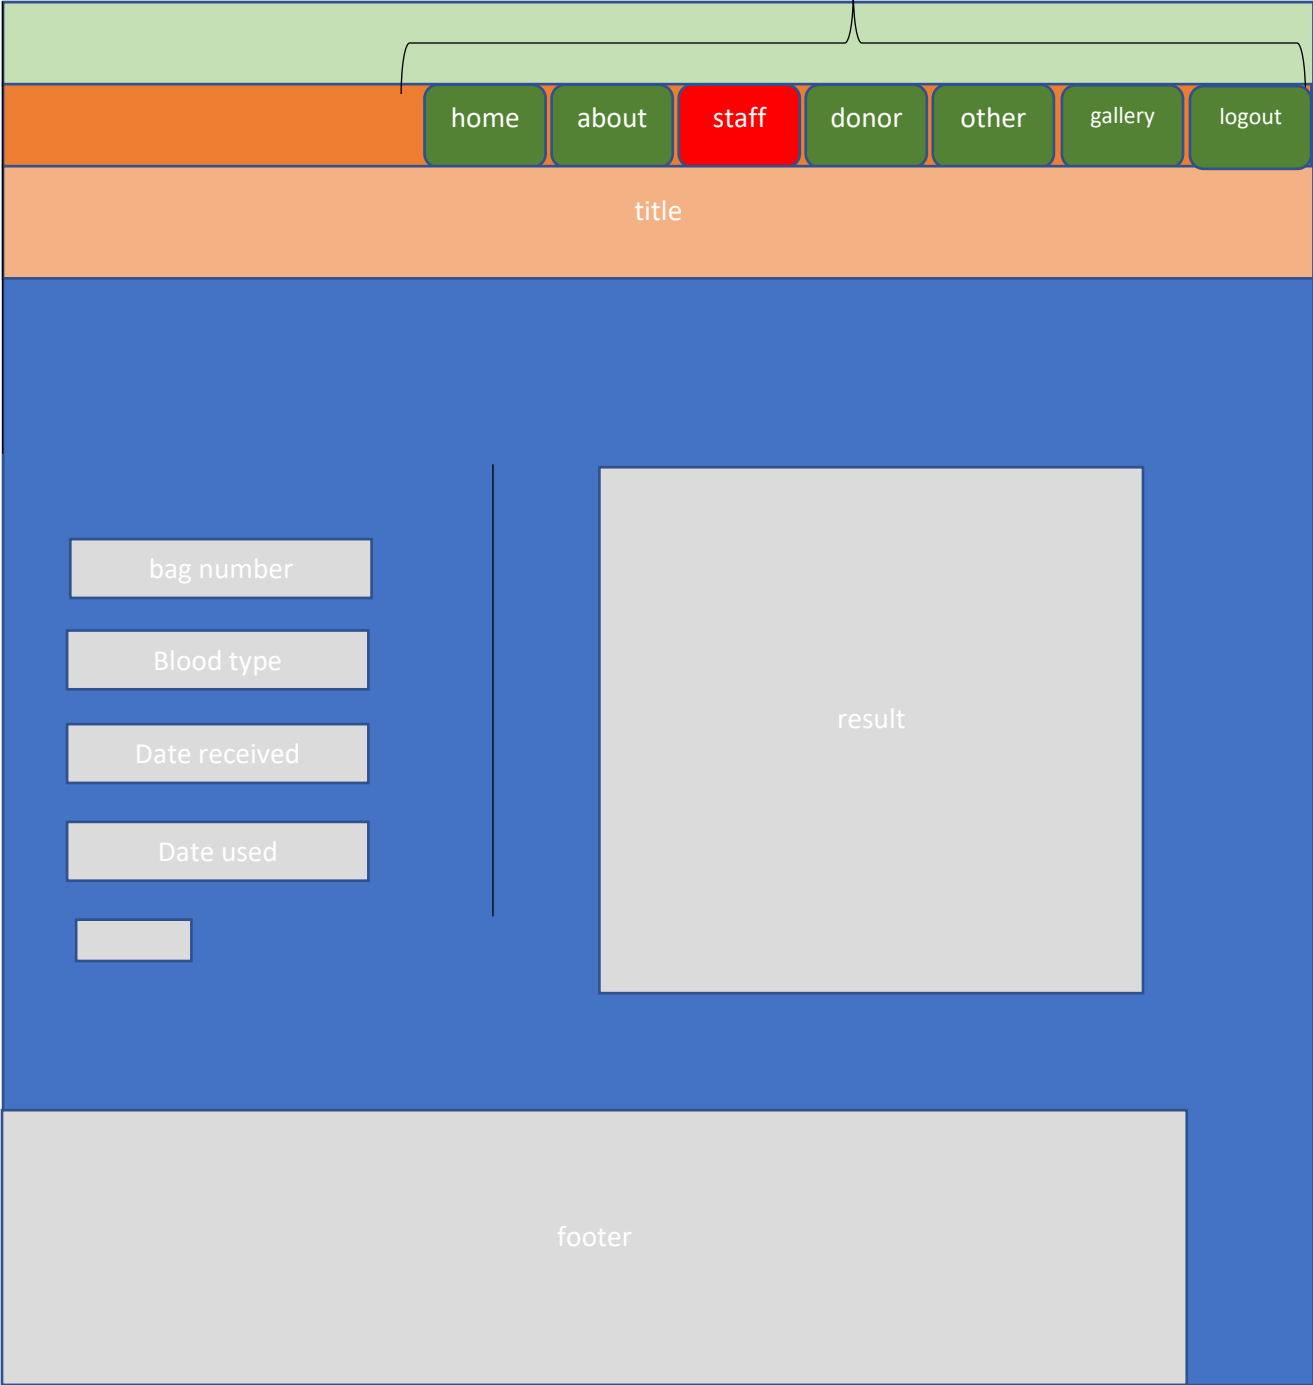 home
about
staff
donor
other
gallery
logout
title
bag number
Blood type
Date received
Date used
result
footer